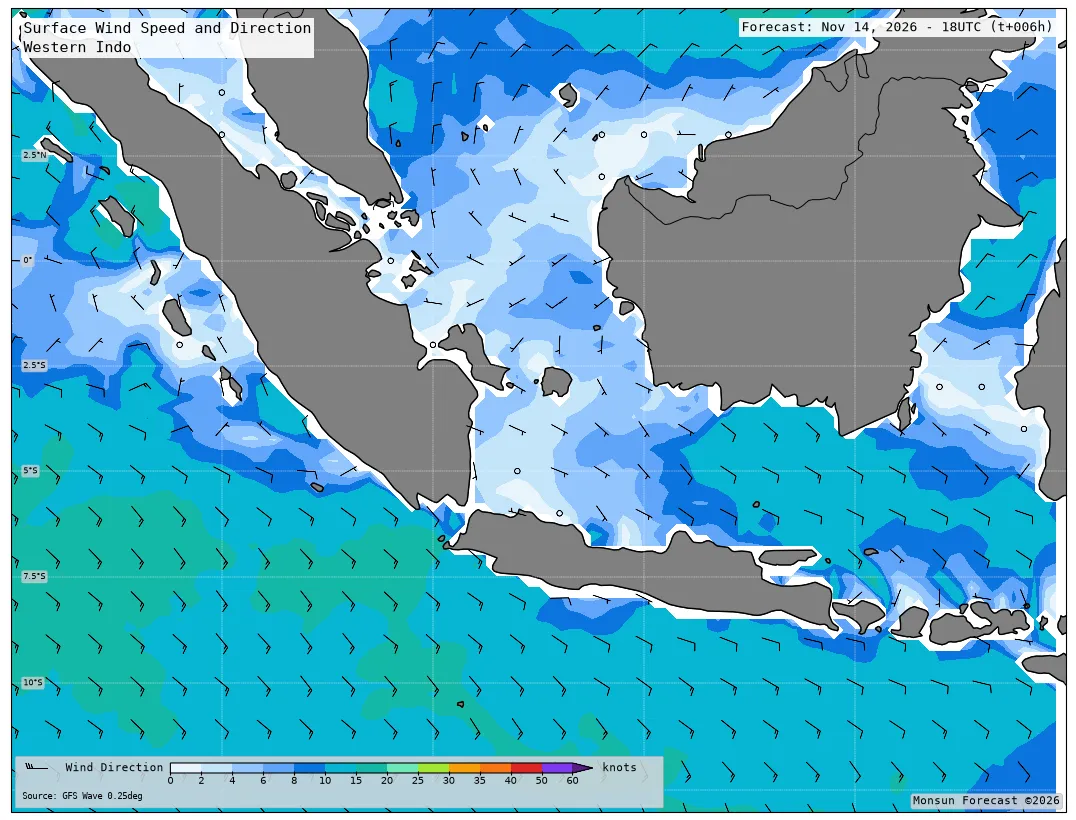 Surface Wind Speed and Direction
Western Indo
Forecast: Nov 14, 2026 - 18UTC (t+006h)
2.5°N
0°
2.5°S
5°S
7.5°S
10°S
Wind Direction
knots
0 2 4 6 8 10 15 20 25 30 35 40 50 60
Source: GFS Wave 0.25deg
Monsun Forecast ©2026